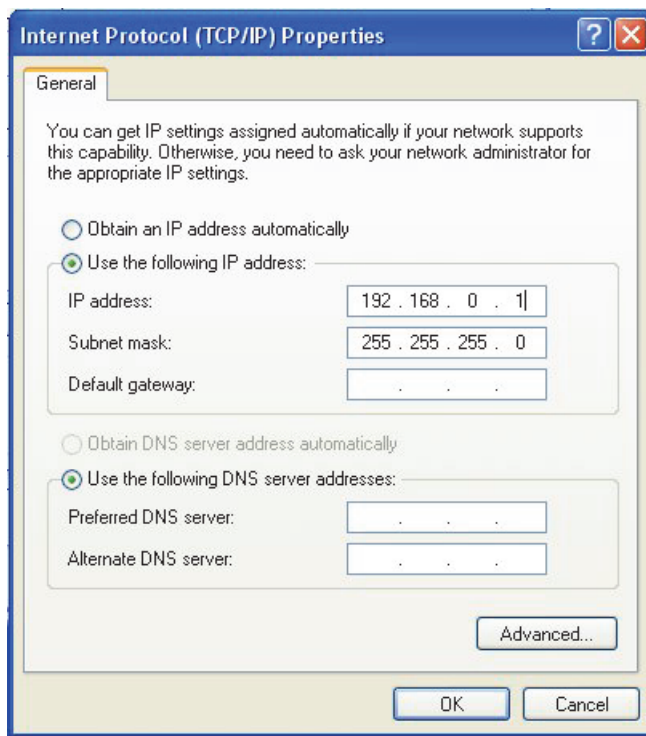 Internet Protocol (TCP/IP) Properties
General
You can get IP settings assigned automatically if your network supports
this capability. Otherwise, you need to ask your network administrator for
the appropriate IP settings.
Obtain an IP address automatically
Use the following IP address:
IP address: 192 . 168 . 0 . 1
Subnet mask: 255 . 255 . 255 . 0
Default gateway: . . .
Obtain DNS server address automatically
Use the following DNS server addresses:
Preferred DNS server: . . .
Alternate DNS server: . . .
Advanced...
OK Cancel